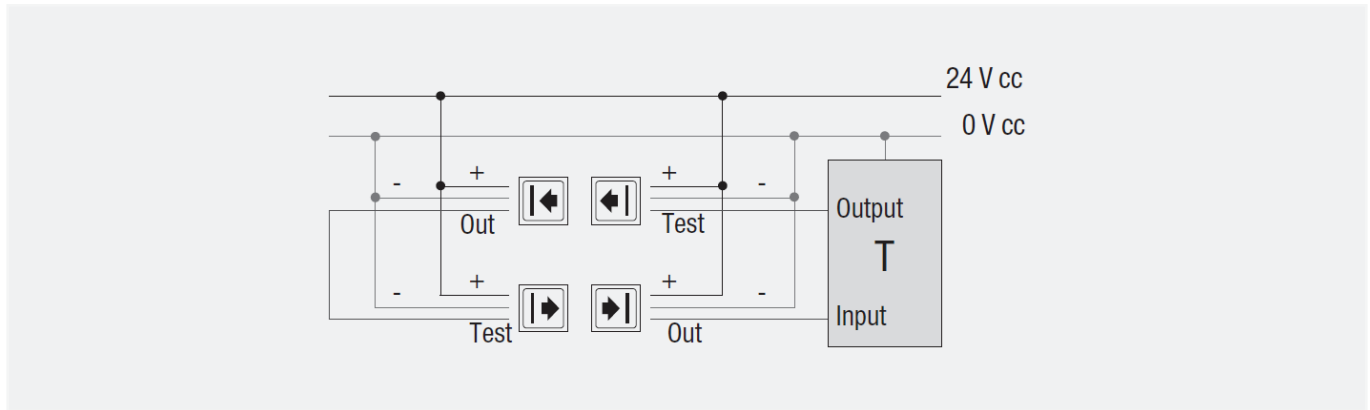 24 V cc
0 V cc
- + + -
Out Test Output
T
- + + -
Test Out Input